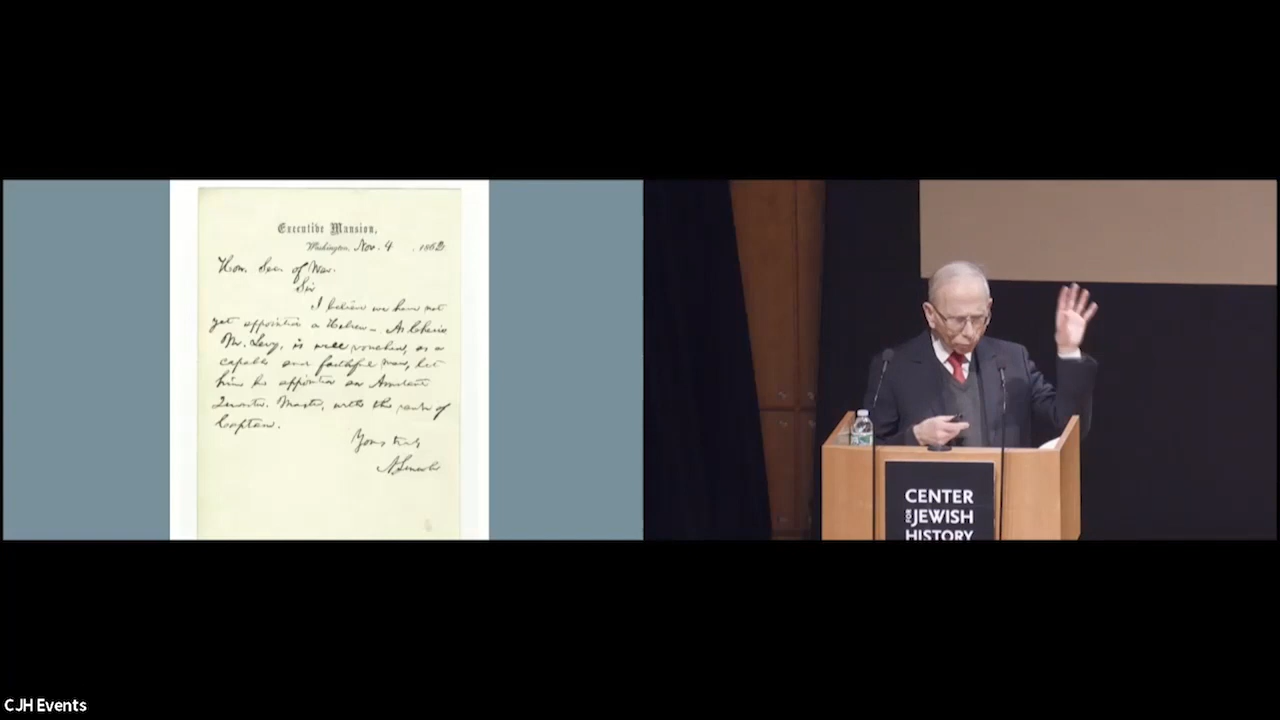 Executive Mansion,
Washington, Nov. 4, 1862
Hon. Sec. of War.
Sir
I believe we have not
yet appointed a Hebrew— As Cherie
M. Levy, is well vouched, as a
capable and faithful man, let
him be appointed an Assistant
Quarter-Master, with the rank of
Captain.
Yours truly
A. Lincoln
CENTER
FOR JEWISH
HISTORY
CJH Events